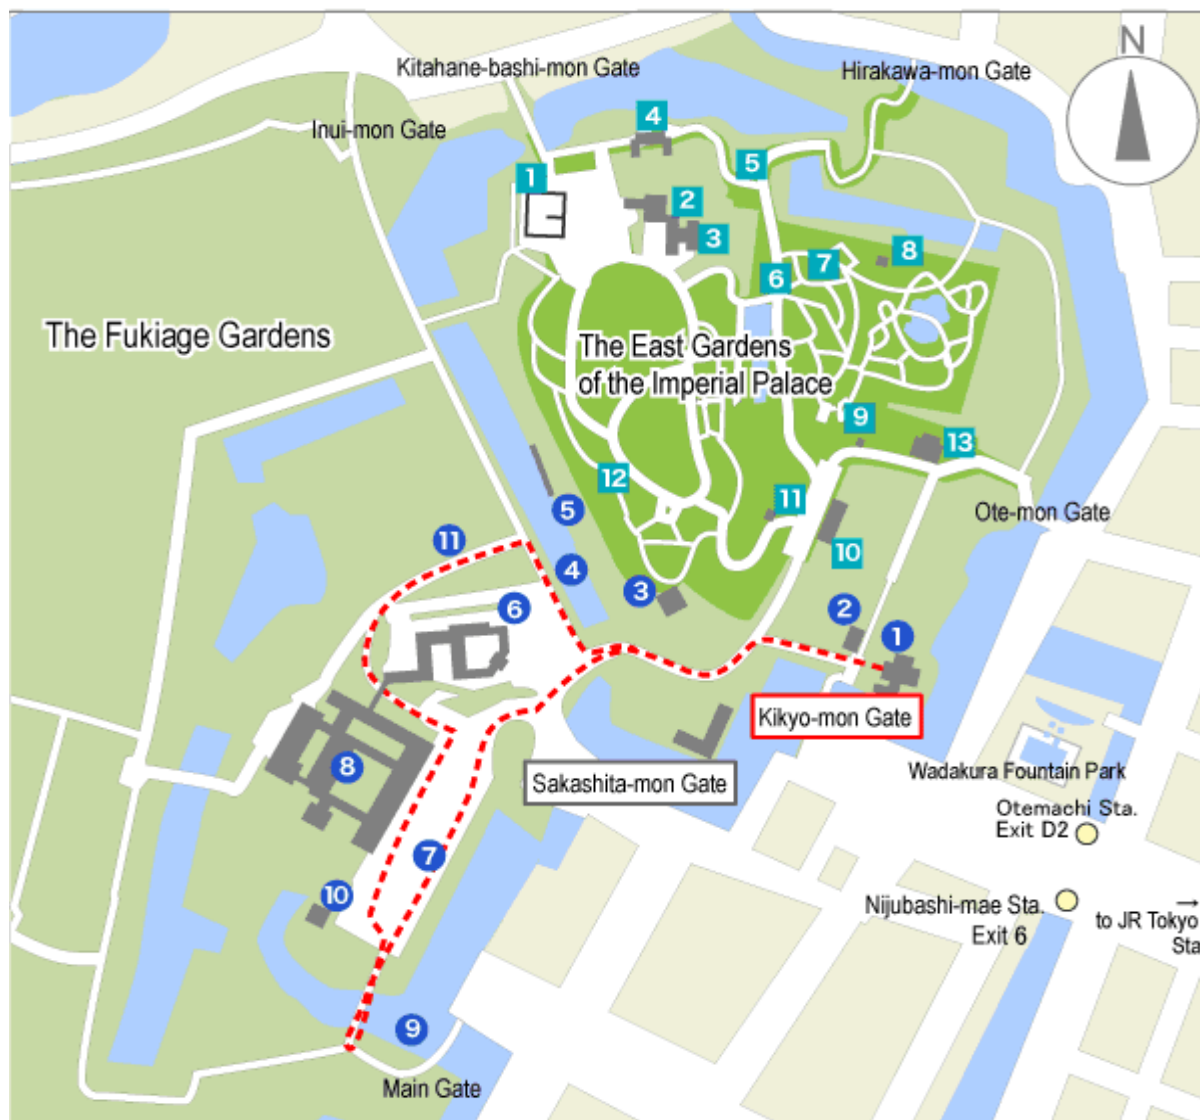 N
Kitahane-bashi-mon Gate
Hirakawa-mon Gate
Inui-mon Gate
4
5
1
2
3
8
7
6
The Fukiage Gardens
The East Gardens
of the Imperial Palace
9
13
12
11
Ote-mon Gate
5
10
11
4
3
6
2
1
Kikyo-mon Gate
8
Sakashita-mon Gate
Wadakura Fountain Park
Otemachi Sta.
Exit D2
7
10
Nijubashi-mae Sta.
Exit 6
→
to JR Tokyo
Sta
9
Main Gate